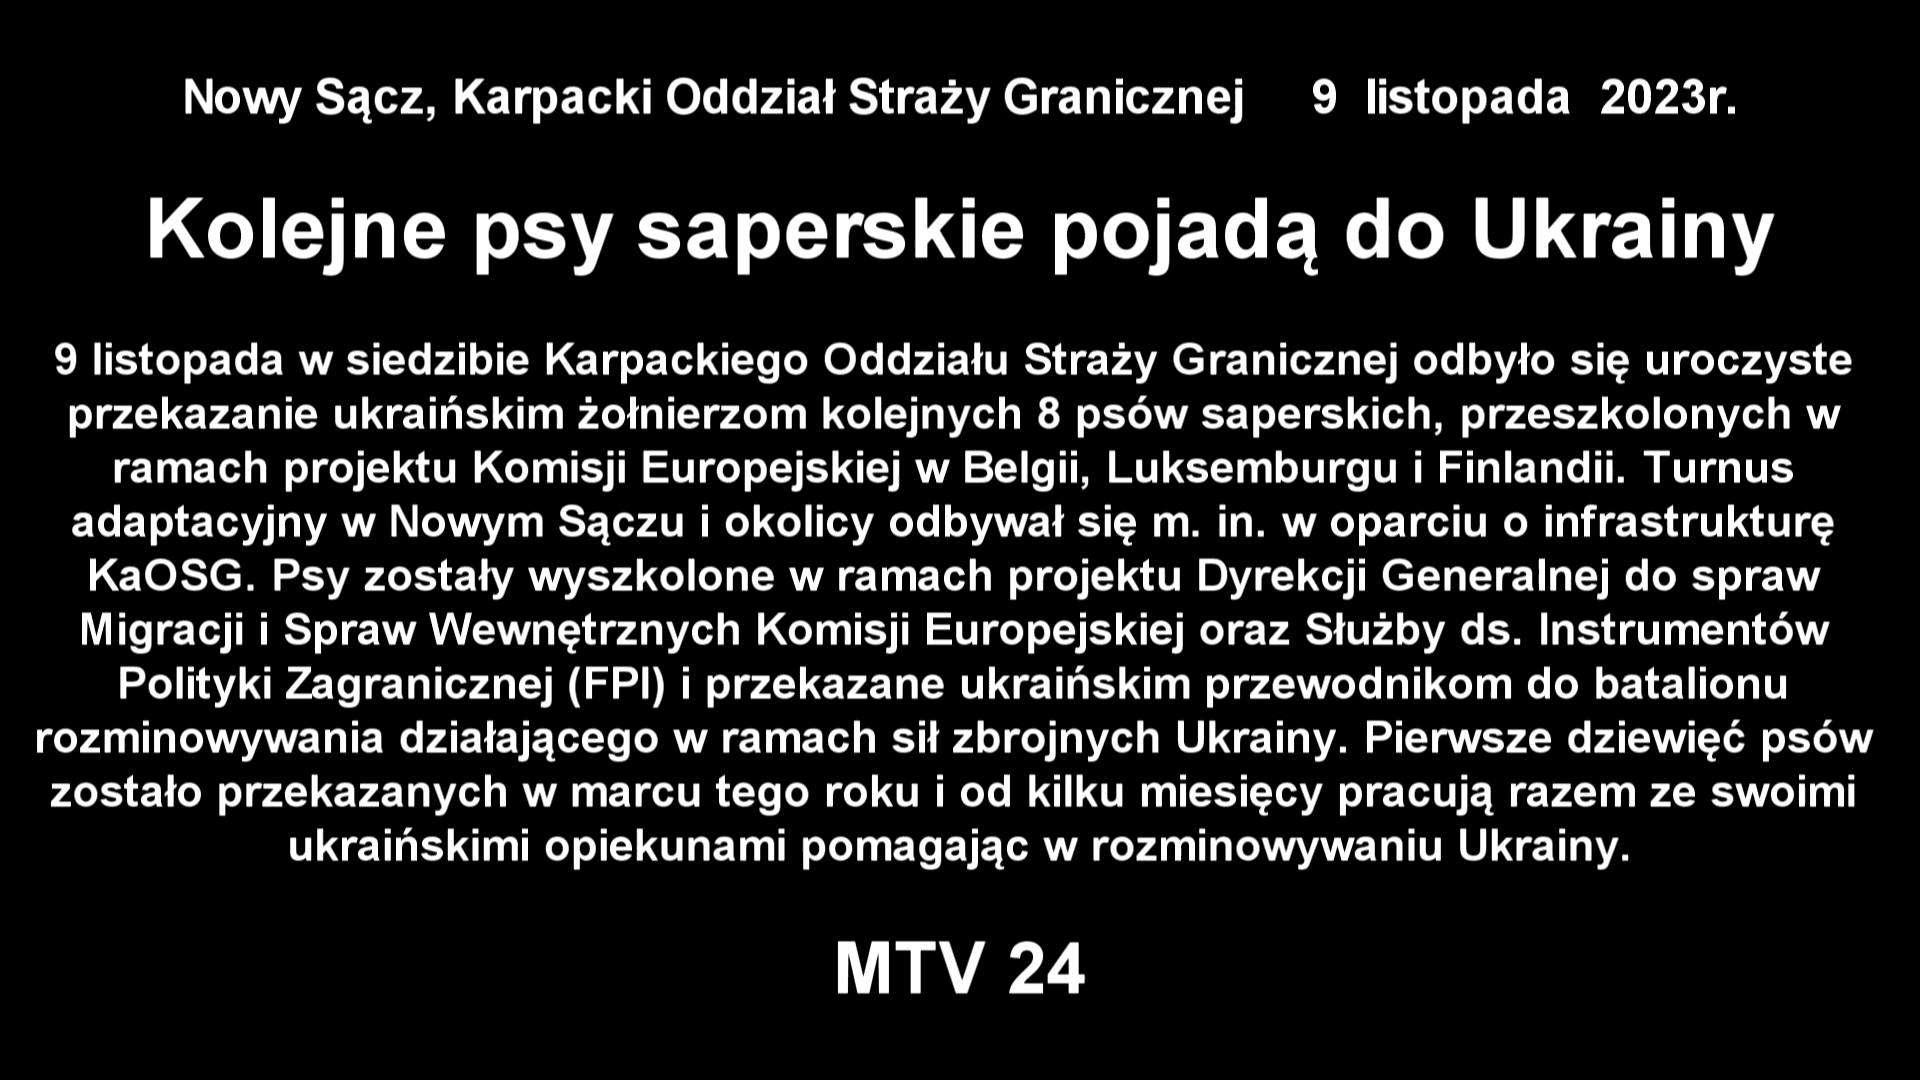 Nowy Sącz, Karpacki Oddział Straży Granicznej 9 listopada 2023r.
Kolejne psy saperskie pojadą do Ukrainy
9 listopada w siedzibie Karpackiego Oddziału Straży Granicznej odbyło się uroczyste
przekazanie ukraińskim żołnierzom kolejnych 8 psów saperskich, przeszkolonych w
ramach projektu Komisji Europejskiej w Belgii, Luksemburgu i Finlandii. Turnus
adaptacyjny w Nowym Sączu i okolicy odbywał się m. in. w oparciu o infrastrukturę
KaOSG. Psy zostały wyszkolone w ramach projektu Dyrekcji Generalnej do spraw
Migracji i Spraw Wewnętrznych Komisji Europejskiej oraz Służby ds. Instrumentów
Polityki Zagranicznej (FPI) i przekazane ukraińskim przewodnikom do batalionu
rozminowywania działającego w ramach sił zbrojnych Ukrainy. Pierwsze dziewięć psów
zostało przekazanych w marcu tego roku i od kilku miesięcy pracują razem ze swoimi
ukraińskimi opiekunami pomagając w rozminowywaniu Ukrainy.
MTV 24